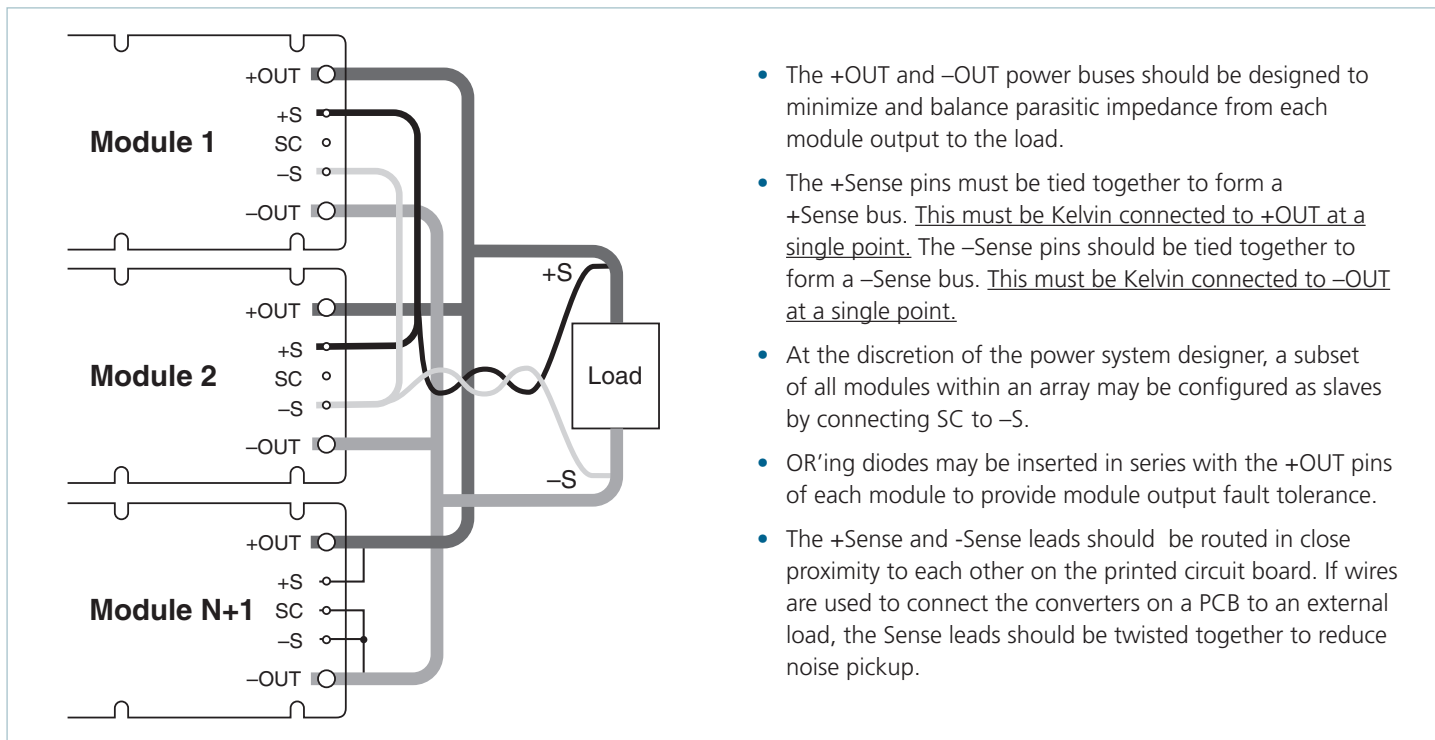 +OUT
+S
Module 1
SC
–S
–OUT
+OUT
+S
Module 2
SC
–S
–OUT
+OUT
+S
Module N+1
SC
–S
–OUT
+S
Load
–S
• The +OUT and –OUT power buses should be designed to
minimize and balance parasitic impedance from each
module output to the load.
• The +Sense pins must be tied together to form a
+Sense bus. This must be Kelvin connected to +OUT at a
single point. The –Sense pins should be tied together to
form a –Sense bus. This must be Kelvin connected to –OUT
at a single point.
• At the discretion of the power system designer, a subset
of all modules within an array may be configured as slaves
by connecting SC to –S.
• OR’ing diodes may be inserted in series with the +OUT pins
of each module to provide module output fault tolerance.
• The +Sense and -Sense leads should be routed in close
proximity to each other on the printed circuit board. If wires
are used to connect the converters on a PCB to an external
load, the Sense leads should be twisted together to reduce
noise pickup.